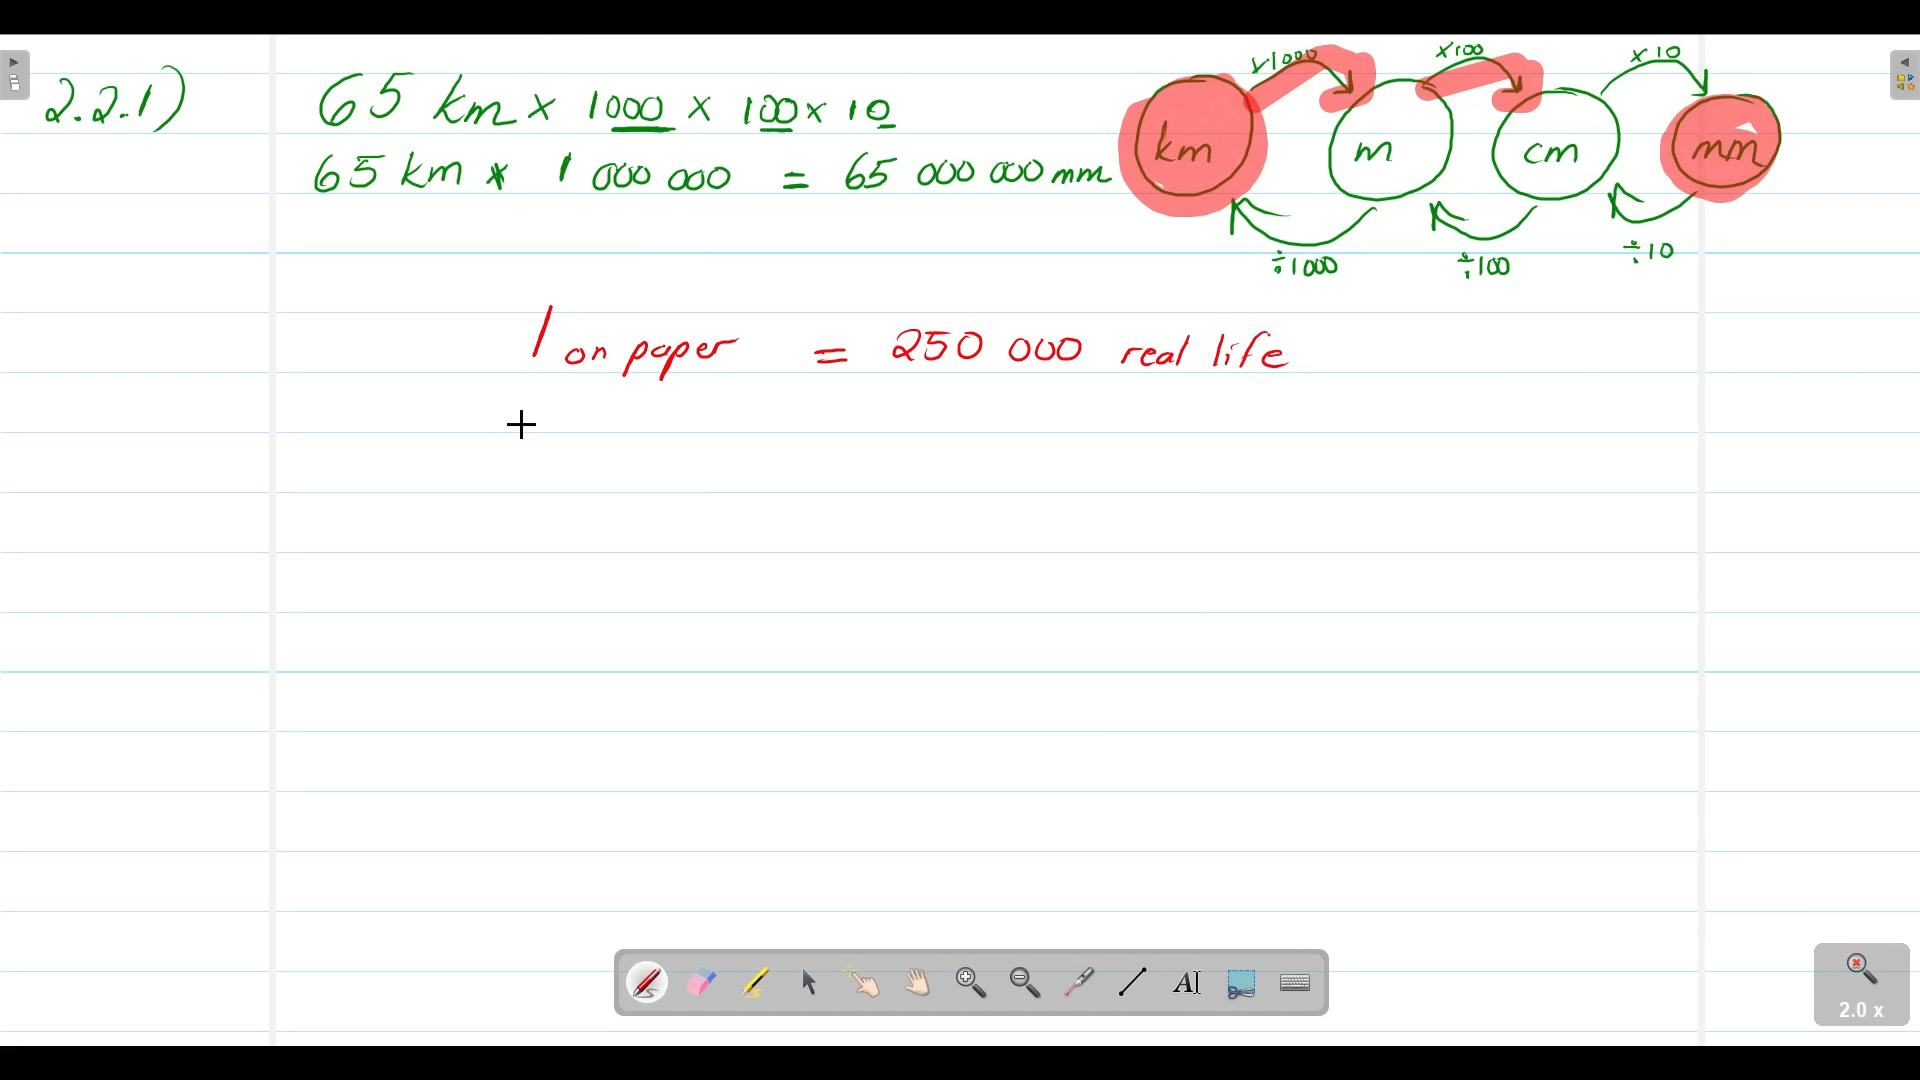 2.2.1) 65 km × 1000 × 100 × 10
65 km × 1 000 000 = 65 000 000 mm
×1000 ×100 ×10
km m cm mm
÷1000 ÷100 ÷10
1 on paper = 250 000 real life
AI
2.0 x